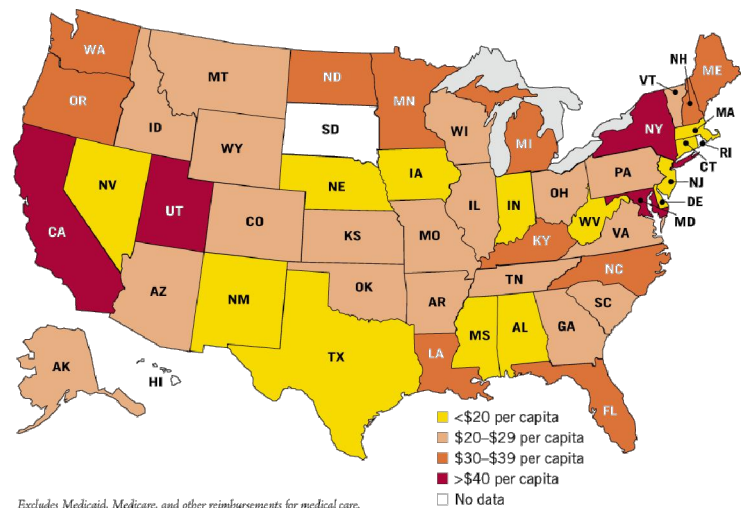 WA
ME
NH
VT
MT
ND
MN
OR
MA
ID
SD
WI
NY
MI
WY
RI
CT
PA
IA
NJ
NE
NV
OH
DE
IL
IN
UT
MD
WV
CO
VA
CA
KS
MO
KY
NC
TN
AZ
OK
NM
AR
SC
MS
AL
GA
TX
LA
AK
HI
FL
<$20 per capita
$20–$29 per capita
$30–$39 per capita
>$40 per capita
No data
Excludes Medicaid, Medicare, and other reimbursements for medical care.